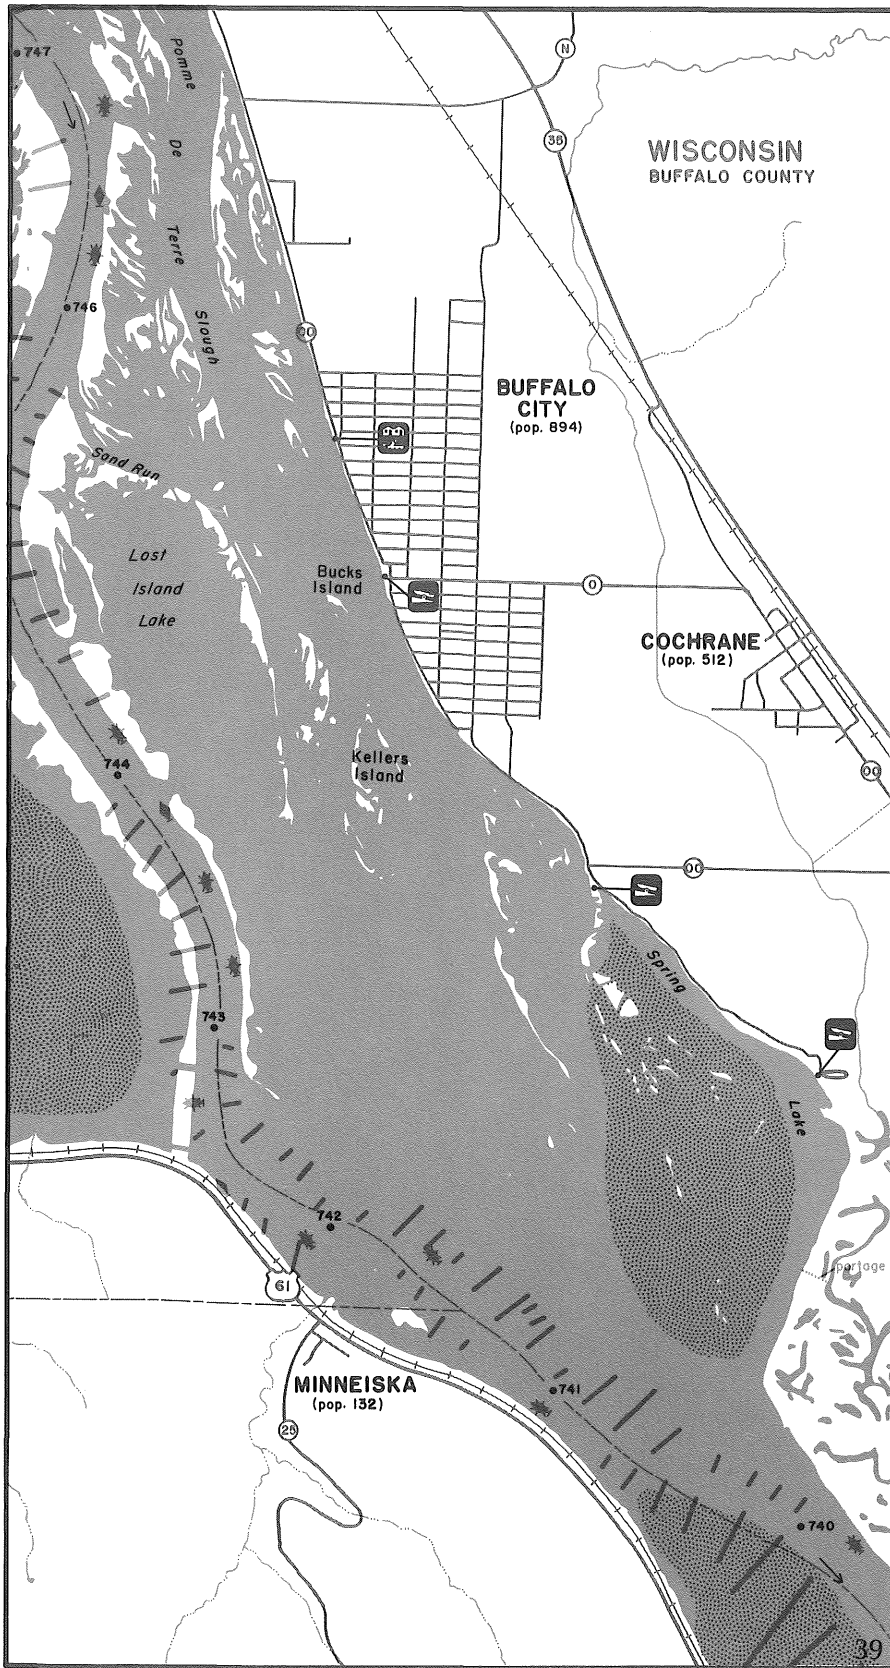 747
Pomme
De
Terre
Slough
N
35
WISCONSIN
BUFFALO COUNTY
746
OO
BUFFALO
CITY
(pop. 894)
Sand Run
Lost
Island
Lake
Bucks
Island
O
COCHRANE
(pop. 512)
744
Kellers
Island
OO
OO
Spring
Lake
743
742
61
portage
MINNEISKA
(pop. 132)
25
741
740
39